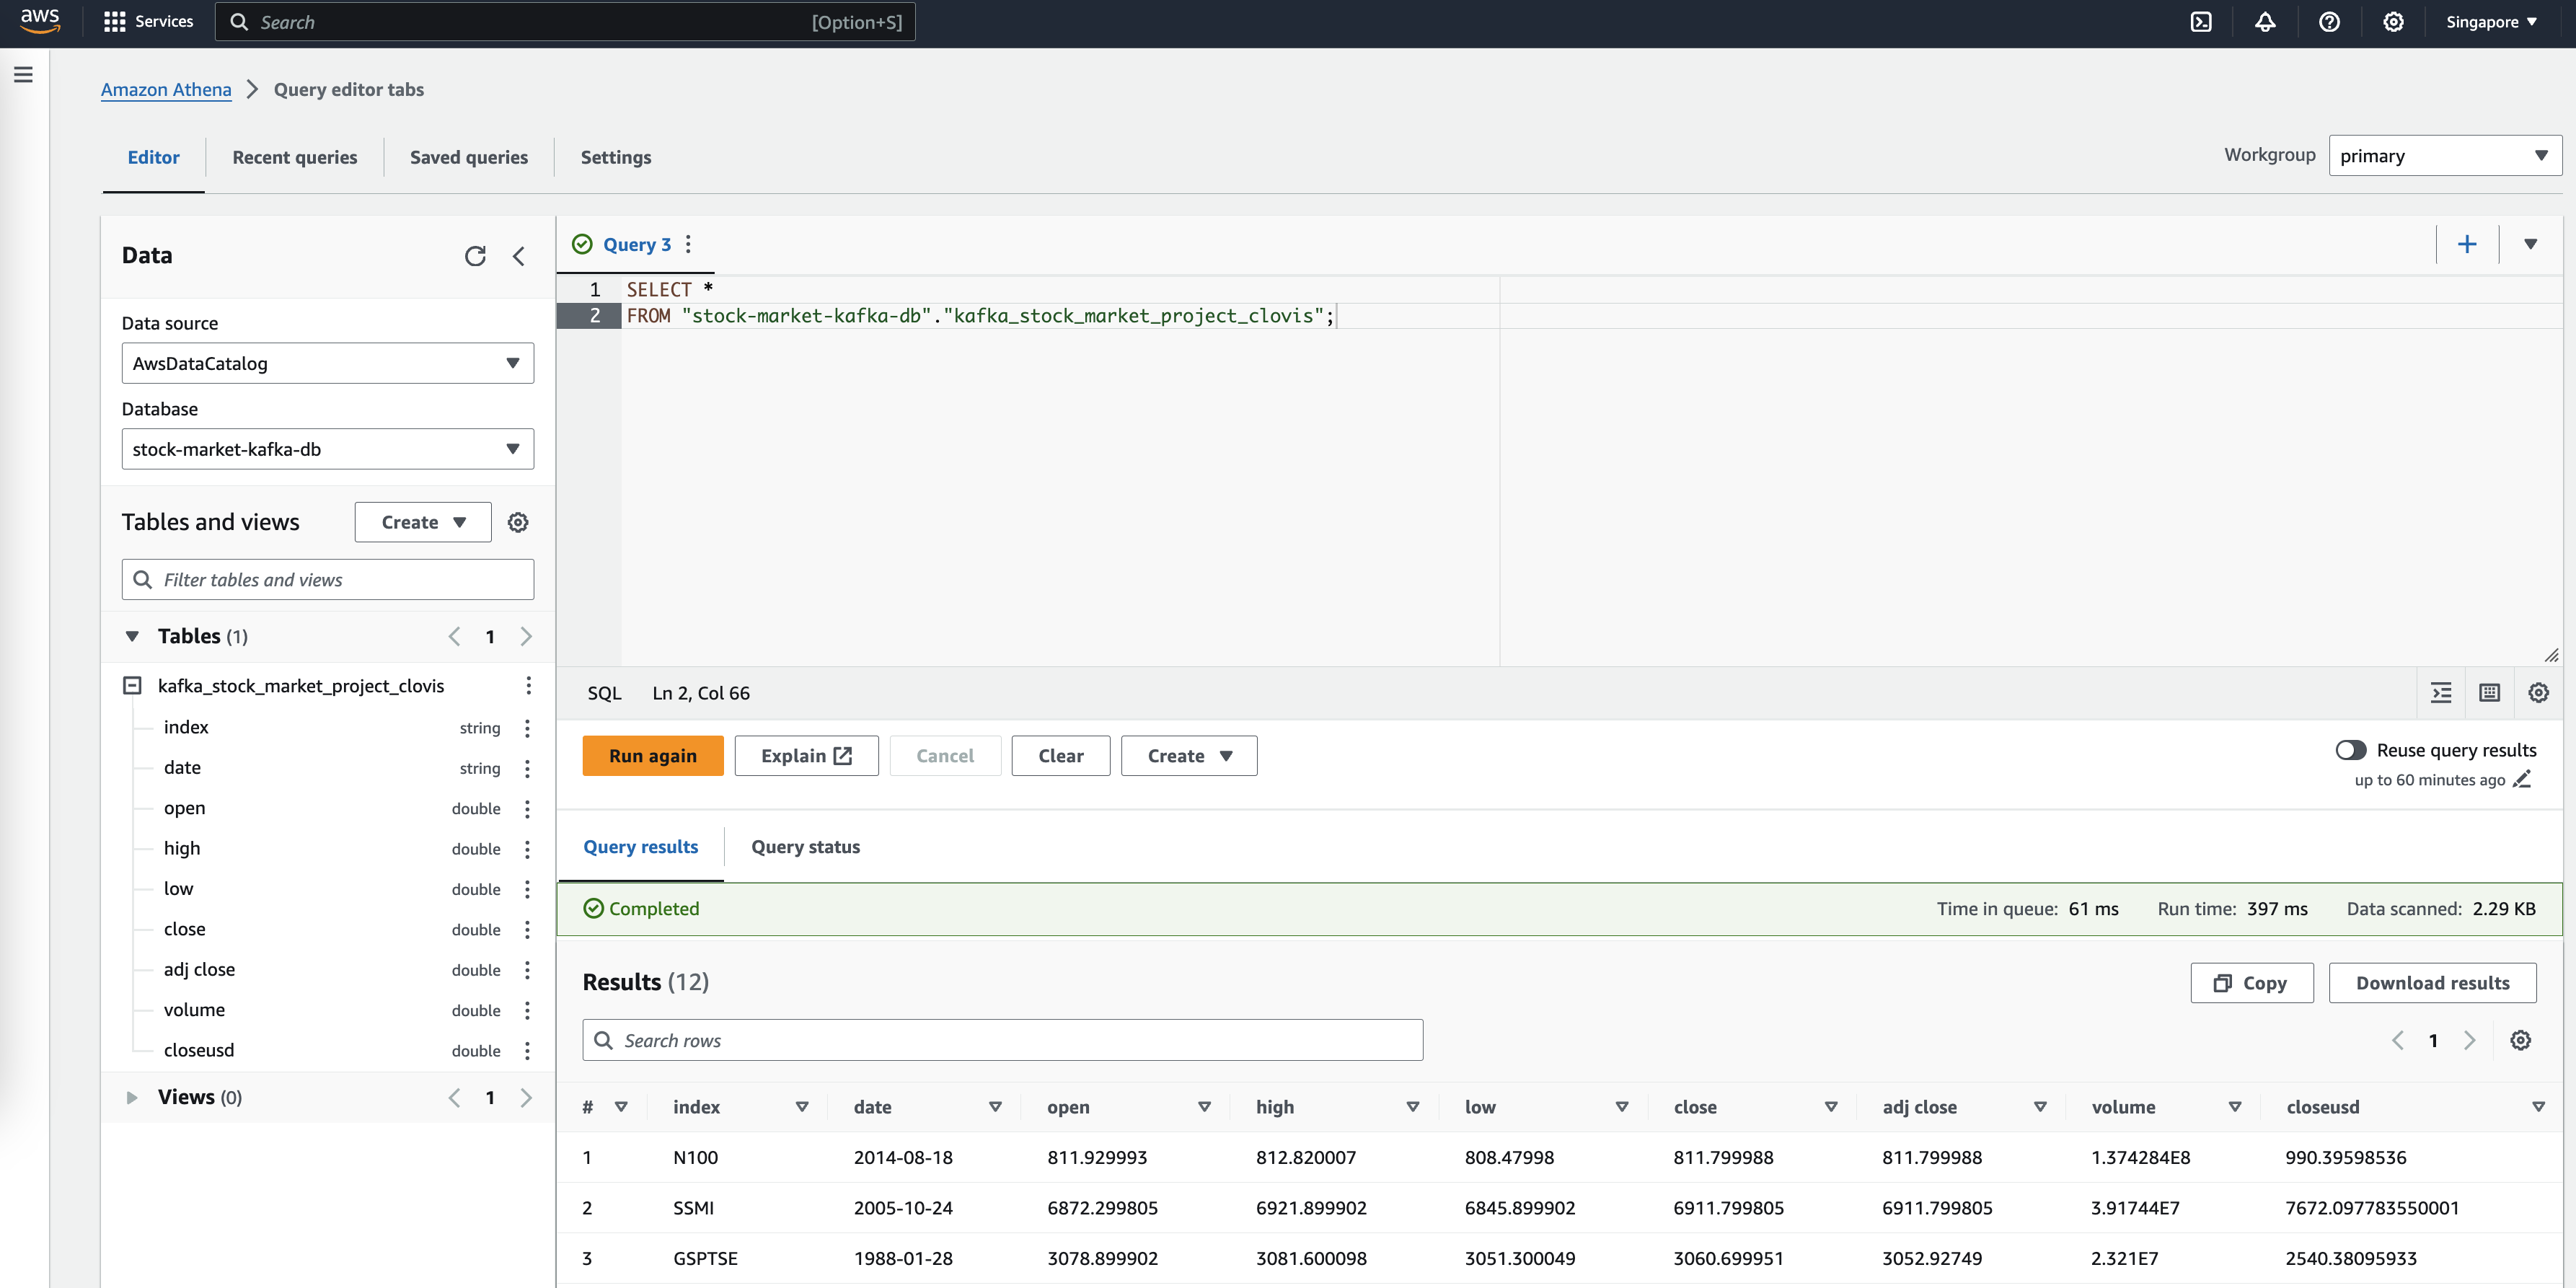 aws Services Search [Option+S] Singapore
Amazon Athena Query editor tabs
Editor Recent queries Saved queries Settings Workgroup primary
Data
Data source
AwsDataCatalog
Database
stock-market-kafka-db
Tables and views Create
Filter tables and views
Tables (1) 1
kafka_stock_market_project_clovis
index string
date string
open double
high double
low double
close double
adj close double
volume double
closeusd double
Views (0) 1
Query 3
1 SELECT *
2 FROM "stock-market-kafka-db"."kafka_stock_market_project_clovis";
SQL Ln 2, Col 66
Run again Explain Cancel Clear Create Reuse query results
up to 60 minutes ago
Query results Query status
Completed Time in queue: 61 ms Run time: 397 ms Data scanned: 2.29 KB
Results (12) Copy Download results
Search rows 1
# index date open high low close adj close volume closeusd
1 N100 2014-08-18 811.929993 812.820007 808.47998 811.799988 811.799988 1.374284E8 990.39598536
2 SSMI 2005-10-24 6872.299805 6921.899902 6845.899902 6911.799805 6911.799805 3.91744E7 7672.097783550001
3 GSPTSE 1988-01-28 3078.899902 3081.600098 3051.300049 3060.699951 3052.92749 2.321E7 2540.38095933